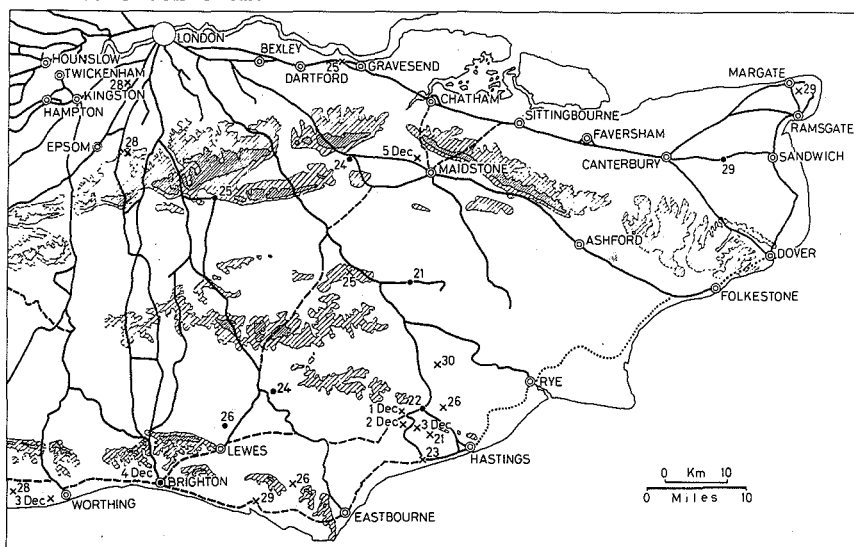 LONDON
HOUNSLOW
TWICKENHAM
28
KINGSTON
HAMPTON
BEXLEY
DARTFORD
25
GRAVESEND
CHATHAM
SITTINGBOURNE
FAVERSHAM
MARGATE
29
RAMSGATE
CANTERBURY
SANDWICH
29
EPSOM
28
24
5 Dec
MAIDSTONE
25
ASHFORD
DOVER
FOLKESTONE
25
21
30
RYE
24
22
26
1 Dec
2 Dec
3 Dec
21
23
HASTINGS
26
LEWES
4 Dec
BRIGHTON
26
29
EASTBOURNE
28
3 Dec
WORTHING
0 Km 10
10 0 10
Miles